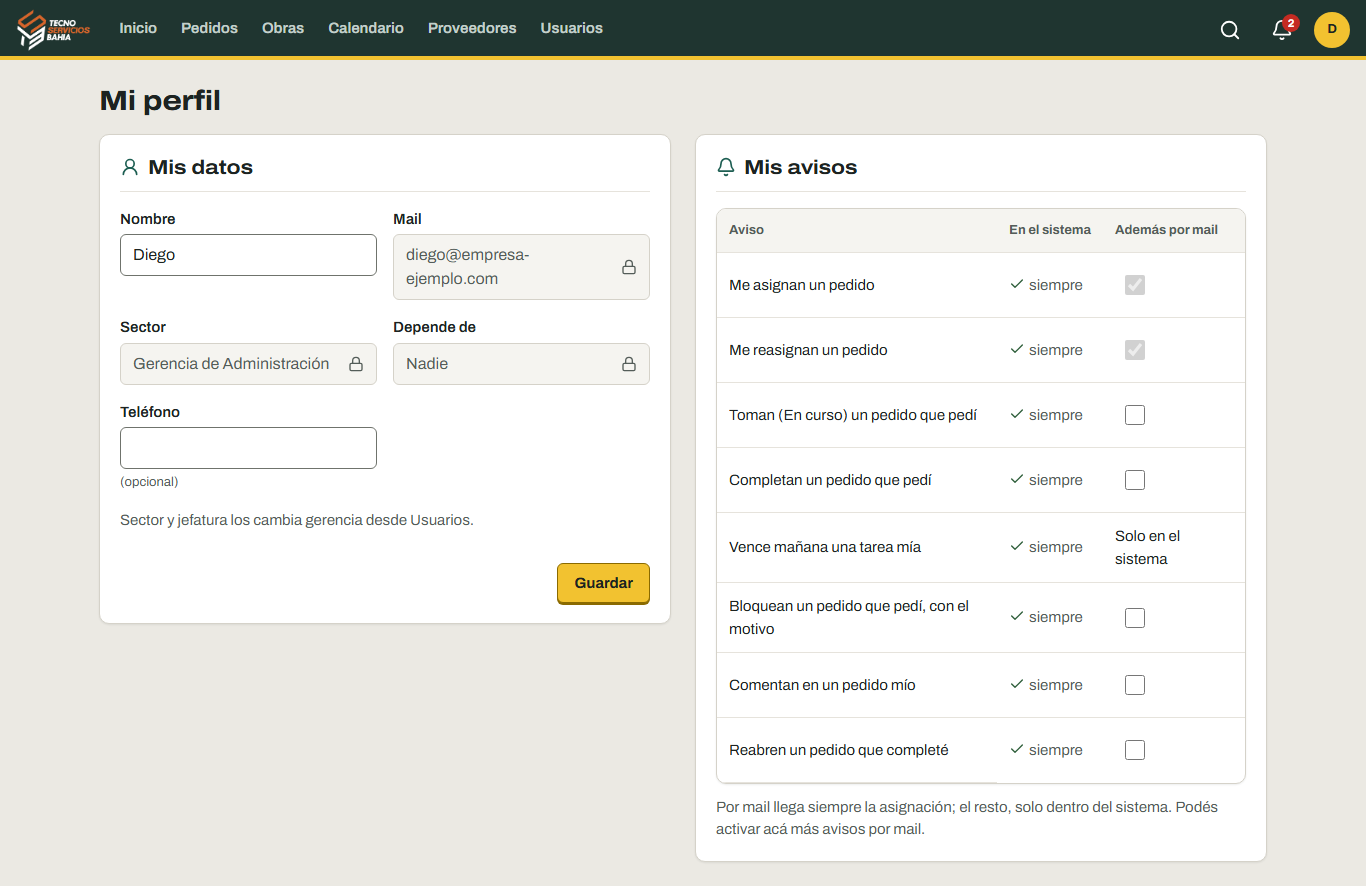 TECNO
SERVICIOS
BAHIA
Inicio
Pedidos
Obras
Calendario
Proveedores
Usuarios
2
D
Mi perfil
Mis datos
Nombre
Diego
Mail
diego@empresa-
ejemplo.com
Sector
Gerencia de Administración
Depende de
Nadie
Teléfono
(opcional)
Sector y jefatura los cambia gerencia desde Usuarios.
Guardar
Mis avisos
Aviso
En el sistema
Además por mail
Me asignan un pedido
siempre
Me reasignan un pedido
siempre
Toman (En curso) un pedido que pedí
siempre
Completan un pedido que pedí
siempre
Vence mañana una tarea mía
siempre
Solo en el
sistema
Bloquean un pedido que pedí, con el
motivo
siempre
Comentan en un pedido mío
siempre
Reabren un pedido que completé
siempre
Por mail llega siempre la asignación; el resto, solo dentro del sistema. Podés
activar acá más avisos por mail.